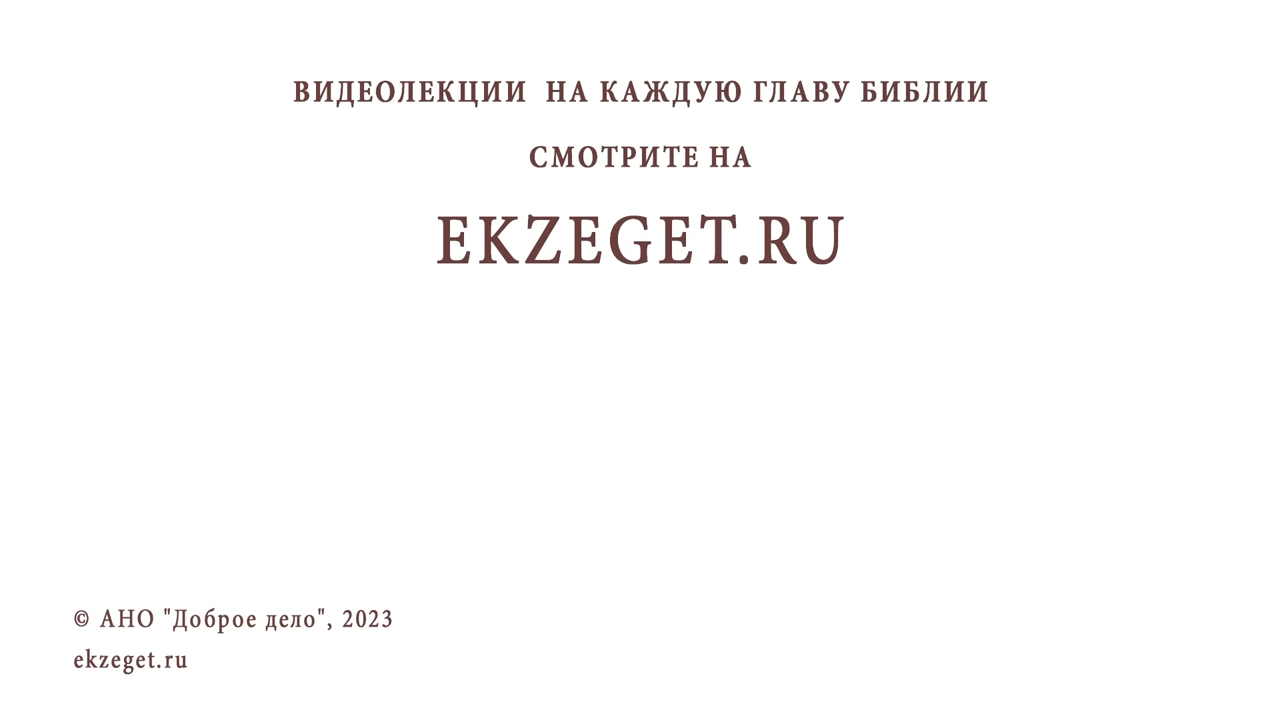 ВИДЕОЛЕКЦИИ НА КАЖДУЮ ГЛАВУ БИБЛИИ
СМОТРИТЕ НА
EKZEGET.RU
© АНО "Доброе дело", 2023
ekzeget.ru